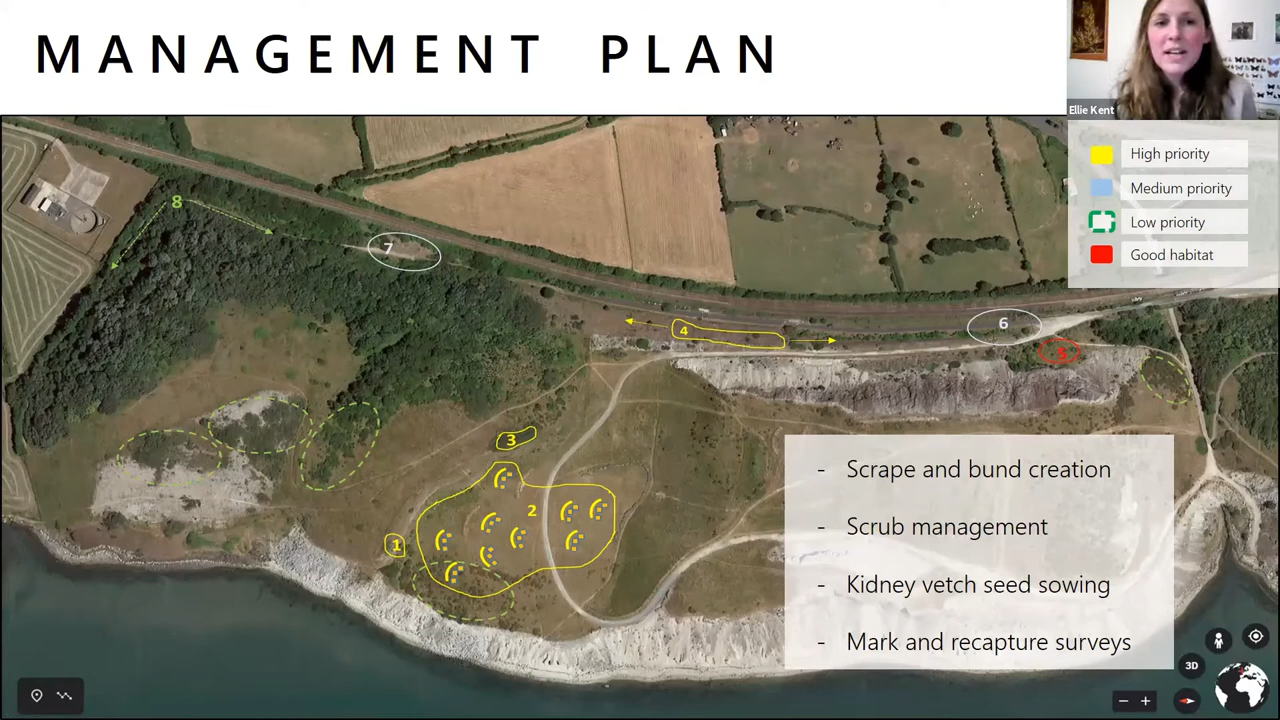 MANAGEMENT PLAN
Ellie Kent
High priority
Medium priority
Low priority
Good habitat
8
7
6
4
5
3
2
1
- Scrape and bund creation
- Scrub management
- Kidney vetch seed sowing
- Mark and recapture surveys
3D